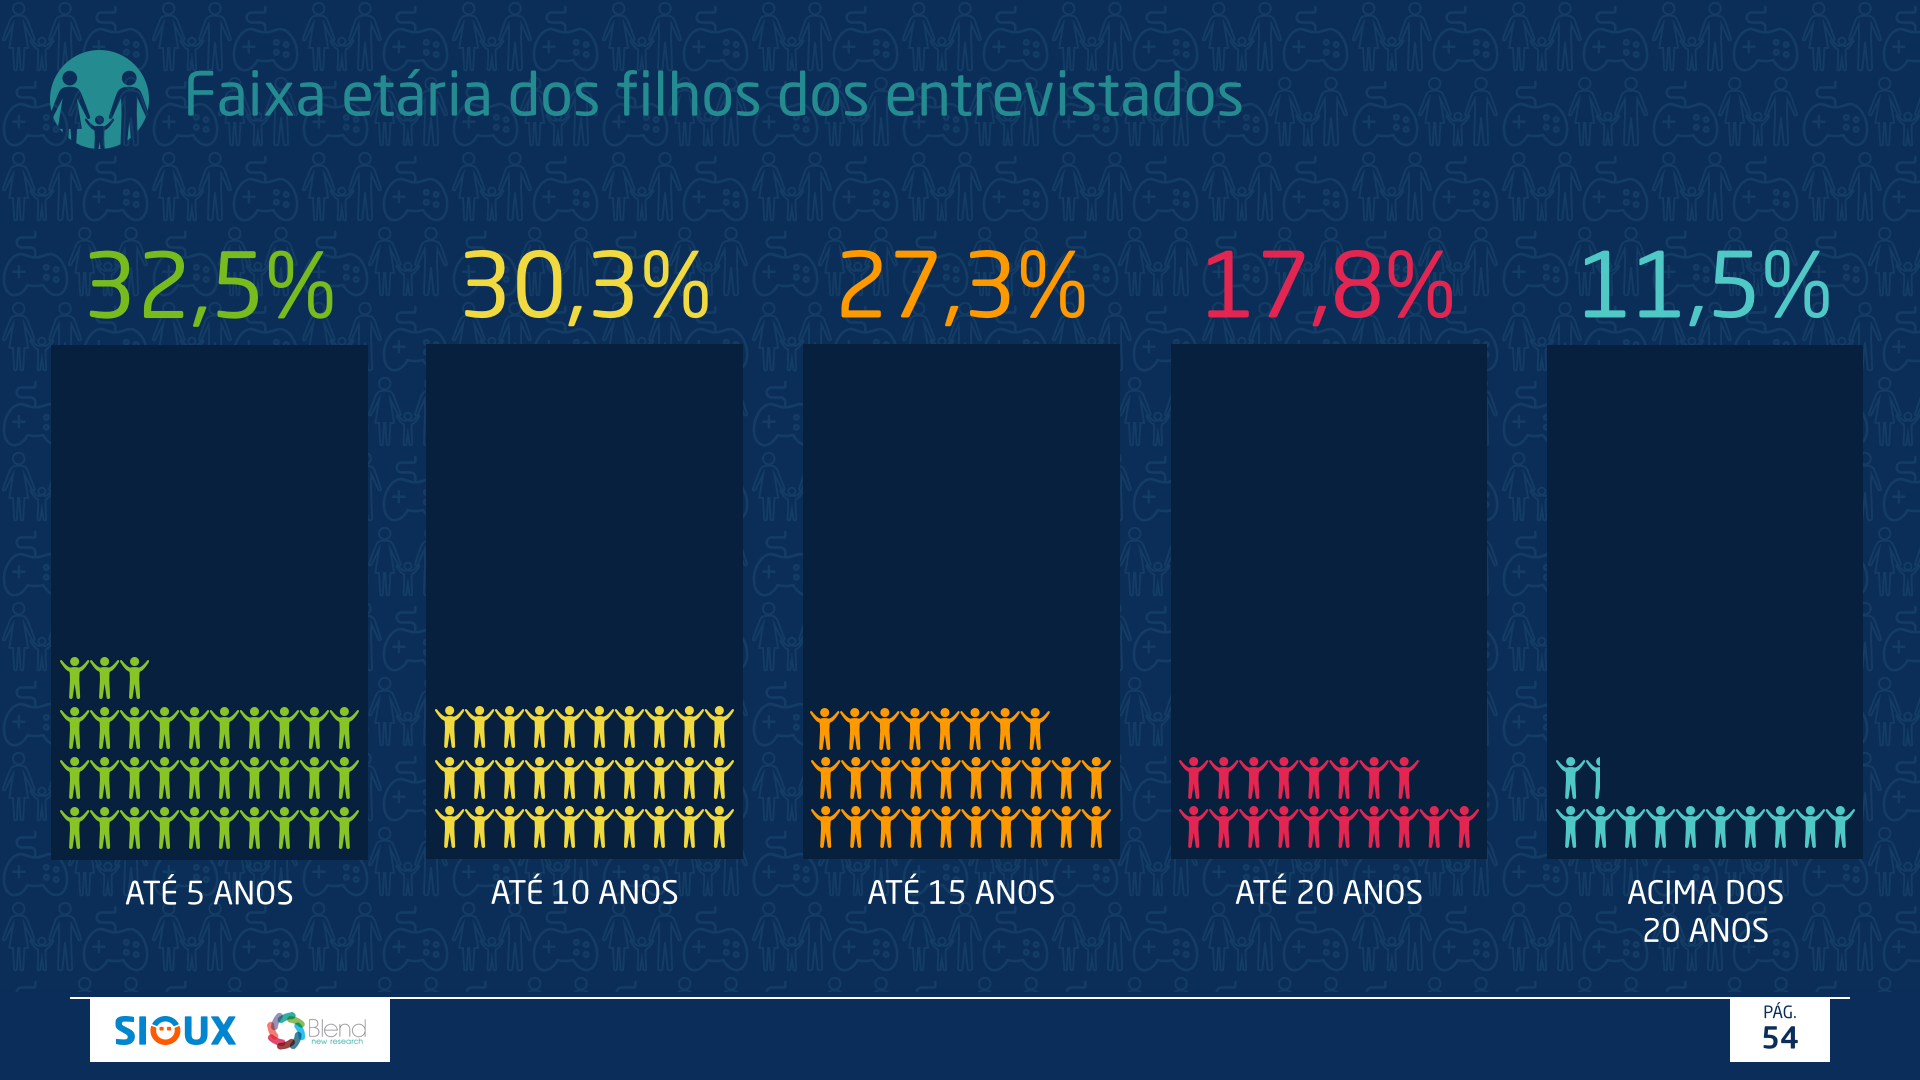 Faixa etária dos filhos dos entrevistados
32,5%
30,3%
27,3%
17,8%
11,5%
ATÉ 5 ANOS
ATÉ 10 ANOS
ATÉ 15 ANOS
ATÉ 20 ANOS
ACIMA DOS
20 ANOS
SIOUX
Blend
new research
PÁG.
54